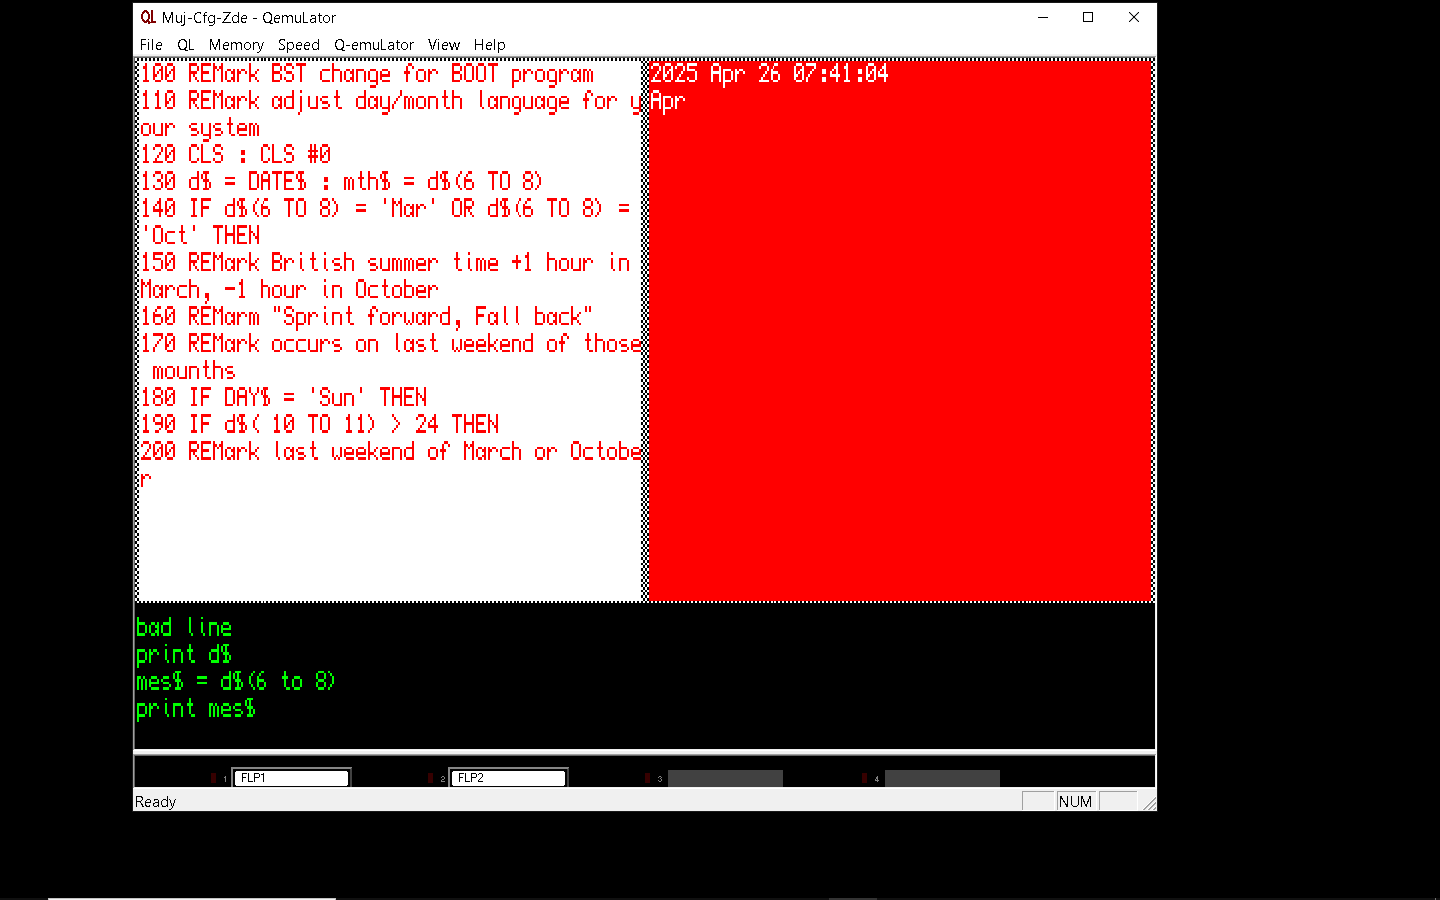 QL Muj-Cfg-Zde - QemuLator
File QL Memory Speed Q-emuLator View Help
100 REMark BST change for BOOT program
110 REMark adjust day/month language for y
our system
120 CLS : CLS #0
130 d$ = DATE$ : mth$ = d$(6 TO 8)
140 IF d$(6 TO 8) = 'Mar' OR d$(6 TO 8) =
'Oct' THEN
150 REMark British summer time +1 hour in
March, -1 hour in October
160 REMarm "Sprint forward, Fall back"
170 REMark occurs on last weekend of those
mounths
180 IF DAY$ = 'Sun' THEN
190 IF d$( 10 TO 11) > 24 THEN
200 REMark last weekend of March or Octobe
r
2025 Apr 26 07:41:04
Apr
bad line
print d$
mes$ = d$(6 to 8)
print mes$
1 FLP1 2 FLP2 3 4
Ready NUM